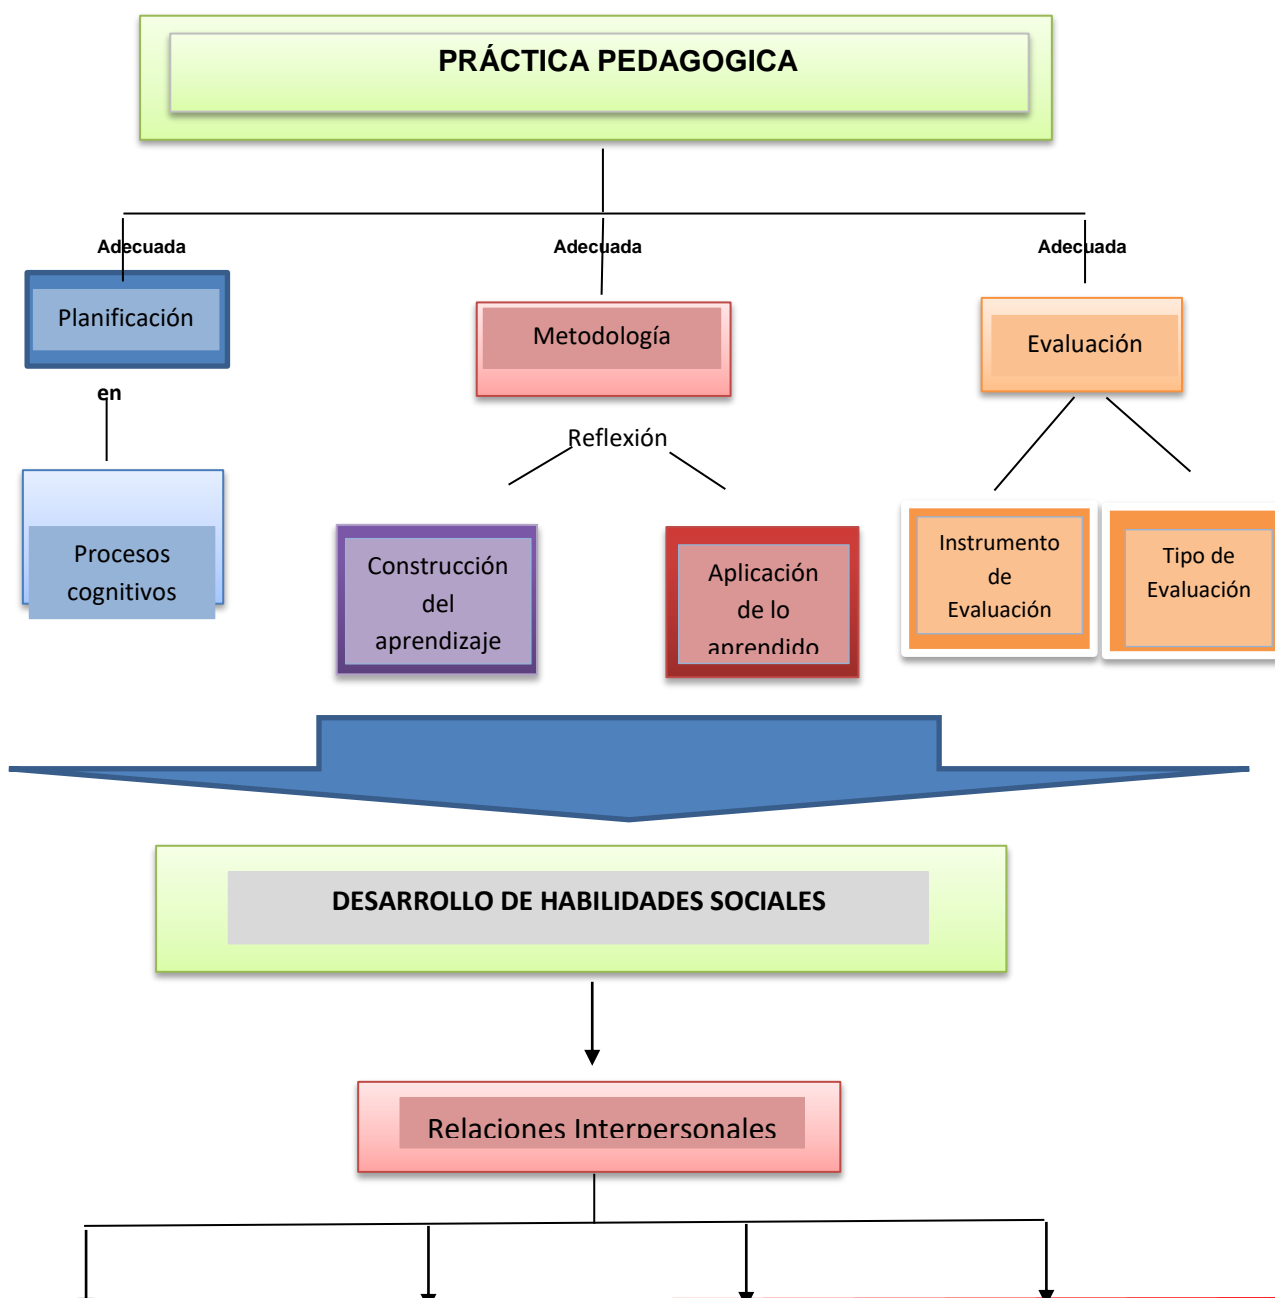 PRÁCTICA PEDAGOGICA
Adecuada
Adecuada
Adecuada
Planificación
Metodología
Evaluación
en
Reflexión
Procesos
cognitivos
Construcción
del
aprendizaje
Aplicación
de lo
aprendido
Instrumento
de
Evaluación
Tipo de
Evaluación
DESARROLLO DE HABILIDADES SOCIALES
Relaciones Interpersonales